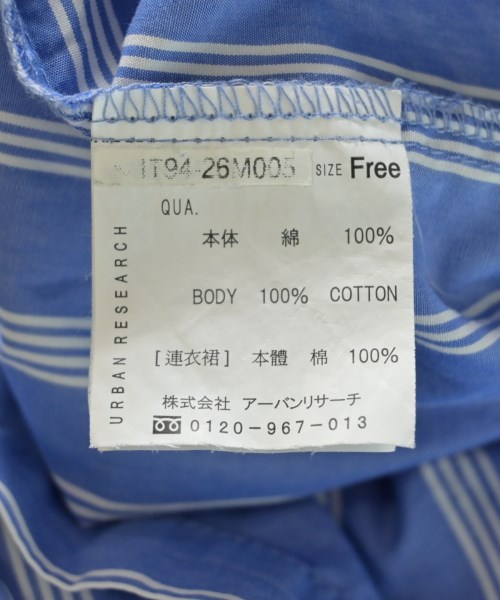 IT94-26M005 SIZE Free
QUA.
本体 綿 100%
BODY 100% COTTON
[連衣裙] 本體 棉 100%
株式会社 アーバンリサーチ
0120-967-013
URBAN RESEARCH